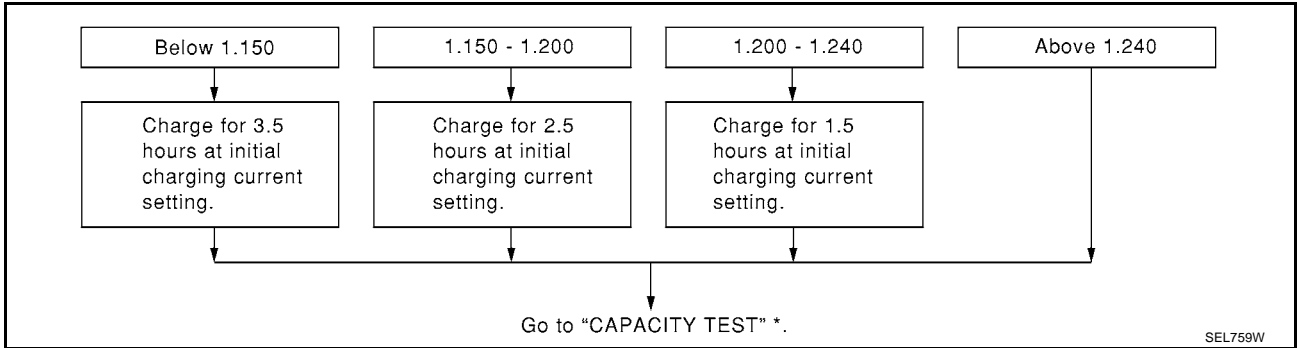 Below 1.150
1.150 - 1.200
1.200 - 1.240
Above 1.240
Charge for 3.5
hours at initial
charging current
setting.
Charge for 2.5
hours at initial
charging current
setting.
Charge for 1.5
hours at initial
charging current
setting.
Go to “CAPACITY TEST” *.
SEL759W